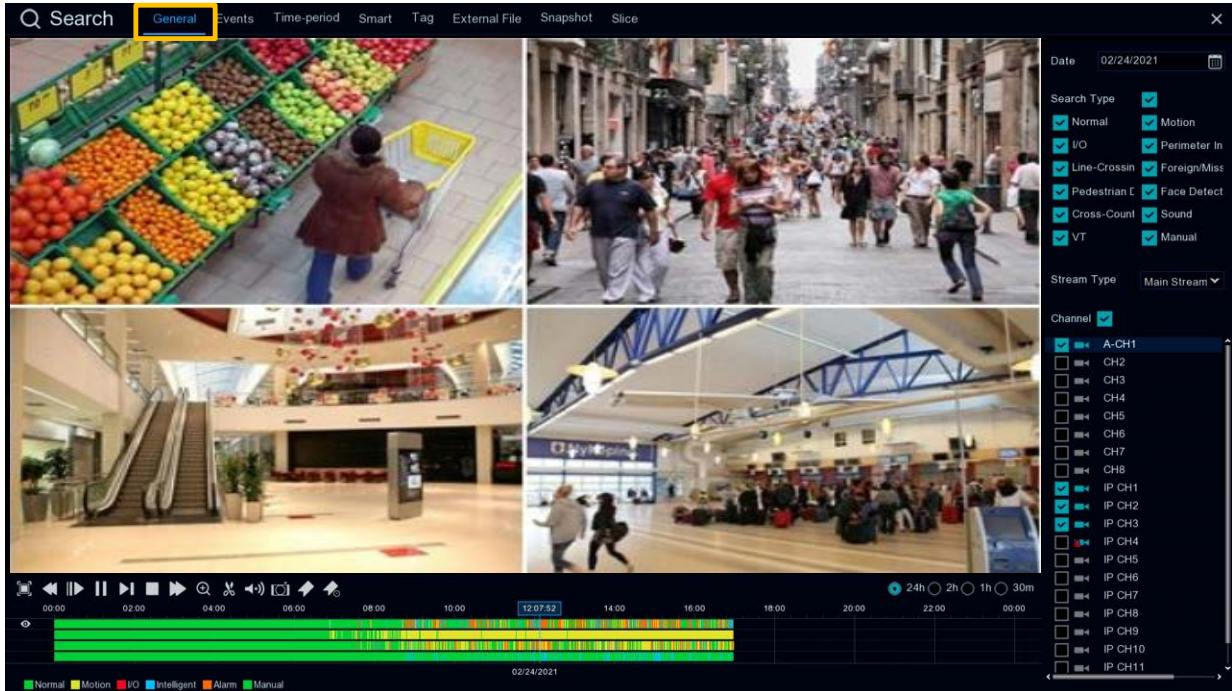 Search General Events Time-period Smart Tag External File Snapshot Slice
Date 02/24/2021
Search Type
Normal Motion
I/O Perimeter In
Line-Crossin Foreign/Miss
Pedestrian D Face Detect
Cross-Count Sound
VT Manual
Stream Type Main Stream
Channel
A-CH1
CH2
CH3
CH4
CH5
CH6
CH7
CH8
IP CH1
IP CH2
IP CH3
IP CH4
IP CH5
IP CH6
IP CH7
IP CH8
IP CH9
IP CH10
IP CH11
24h 2h 1h 30m
00:00 02:00 04:00 06:00 08:00 10:00 12:07:52 14:00 16:00 18:00 20:00 22:00 00:00
02/24/2021
Normal Motion I/O Intelligent Alarm Manual